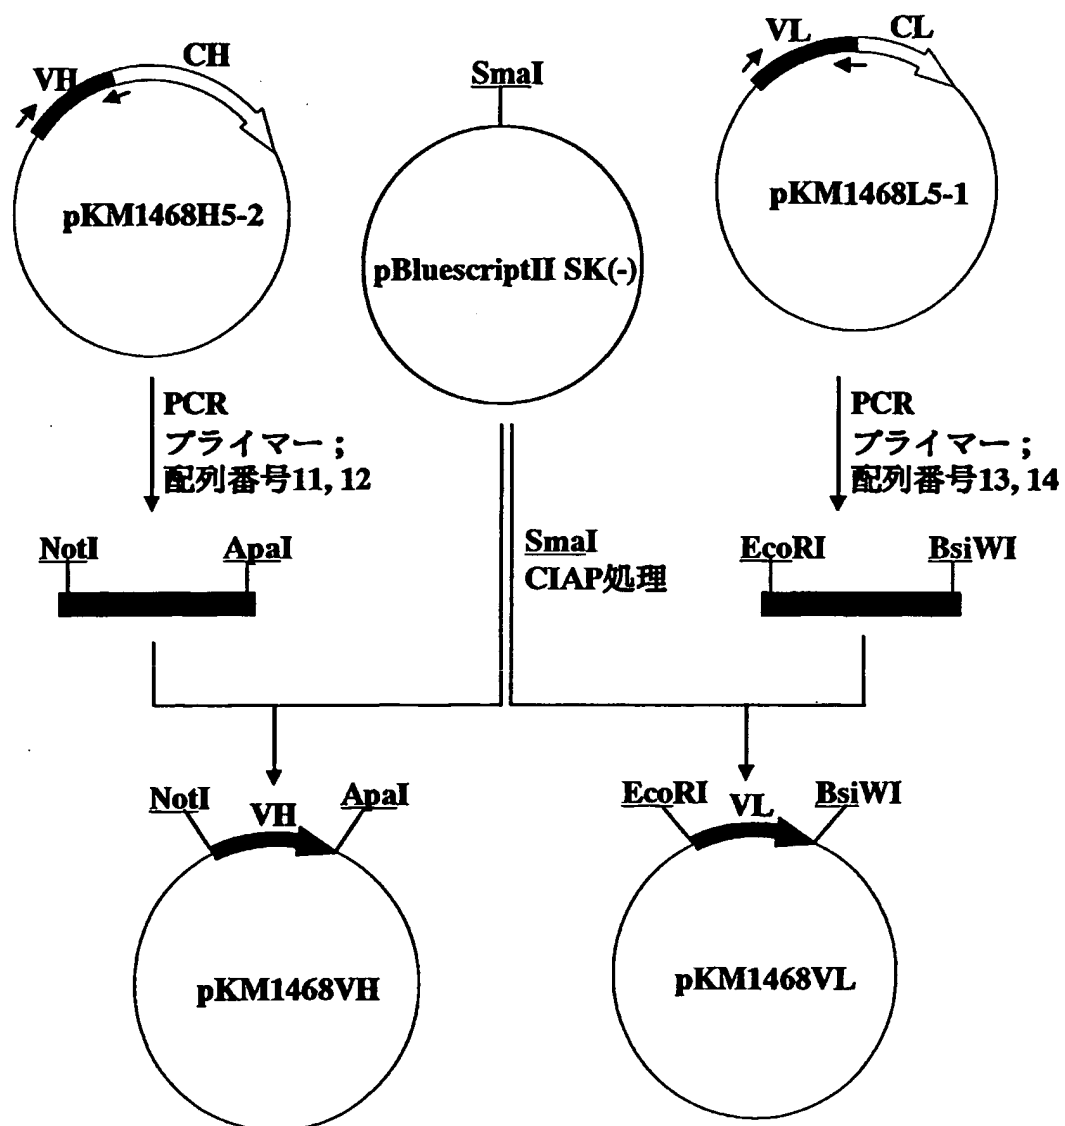 VH
CH
pKM1468H5-2
SmaI
pBluescriptII SK(-)
VL
CL
pKM1468L5-1
PCR
プライマー；
配列番号11, 12
PCR
プライマー；
配列番号13, 14
NotI
ApaI
SmaI
CIAP処理
EcoRI
BsiWI
NotI
VH
ApaI
pKM1468VH
EcoRI
VL
BsiWI
pKM1468VL